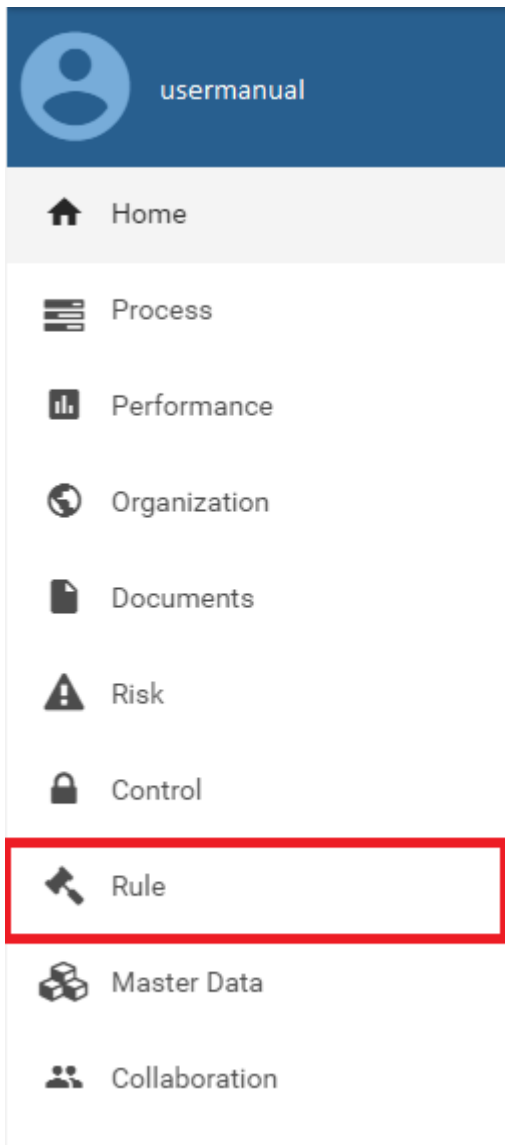 usermanual
Home
Process
Performance
Organization
Documents
Risk
Control
Rule
Master Data
Collaboration